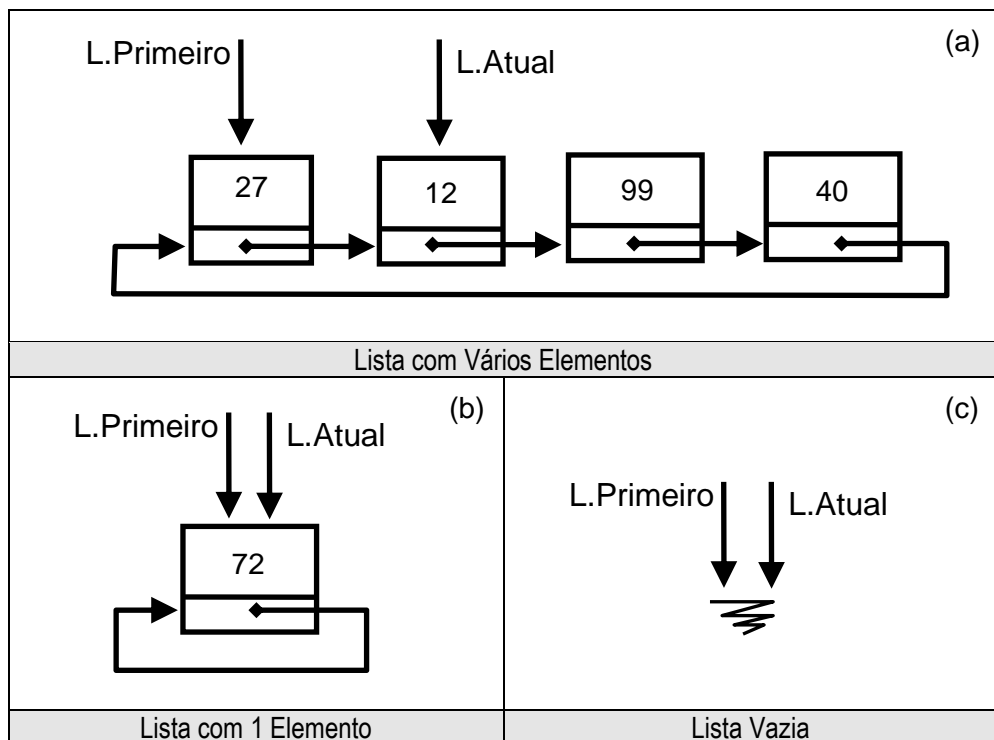 L.Primeiro
L.Atual
(a)
27
12
99
40
Lista com Vários Elementos
L.Primeiro
L.Atual
(b)
72
Lista com 1 Elemento
(c)
L.Primeiro
L.Atual
Lista Vazia